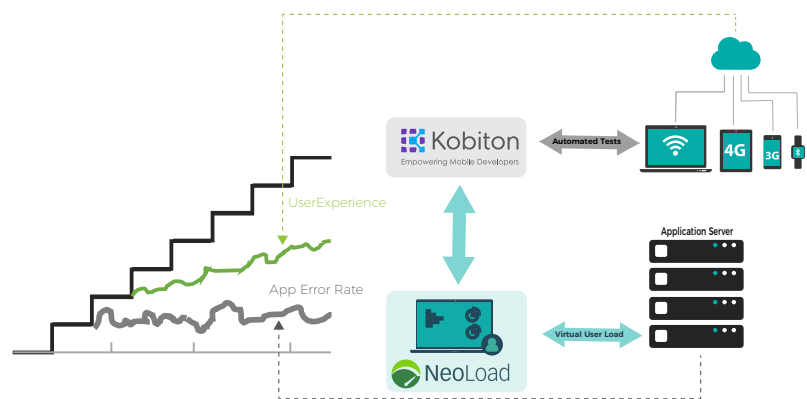 Kobiton
Empowering Mobile Developers
Automated Tests
4G
3G
UserExperience
Application Server
App Error Rate
Virtual User Load
NeoLoad